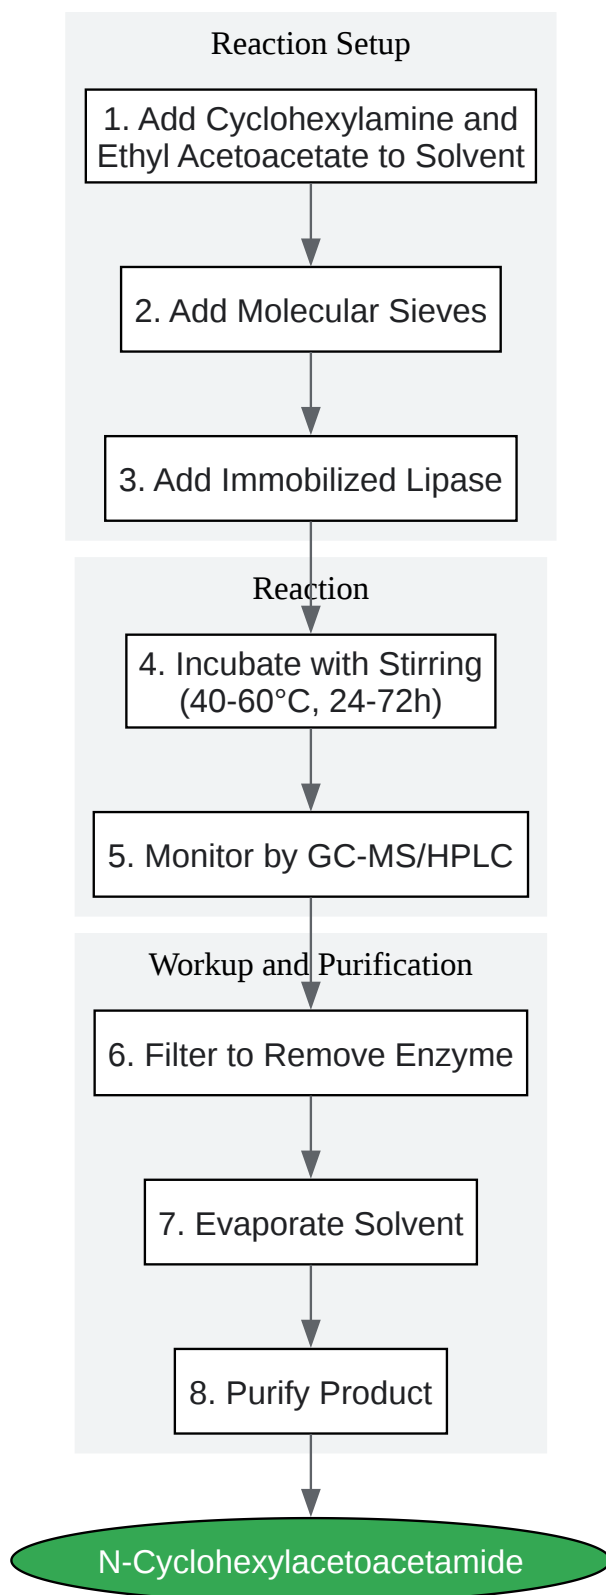 Reaction Setup
1. Add Cyclohexylamine and
Ethyl Acetoacetate to Solvent
2. Add Molecular Sieves
3. Add Immobilized Lipase
Reaction
4. Incubate with Stirring
(40-60°C, 24-72h)
5. Monitor by GC-MS/HPLC
Workup and Purification
6. Filter to Remove Enzyme
7. Evaporate Solvent
8. Purify Product
N-Cyclohexylacetoacetamide